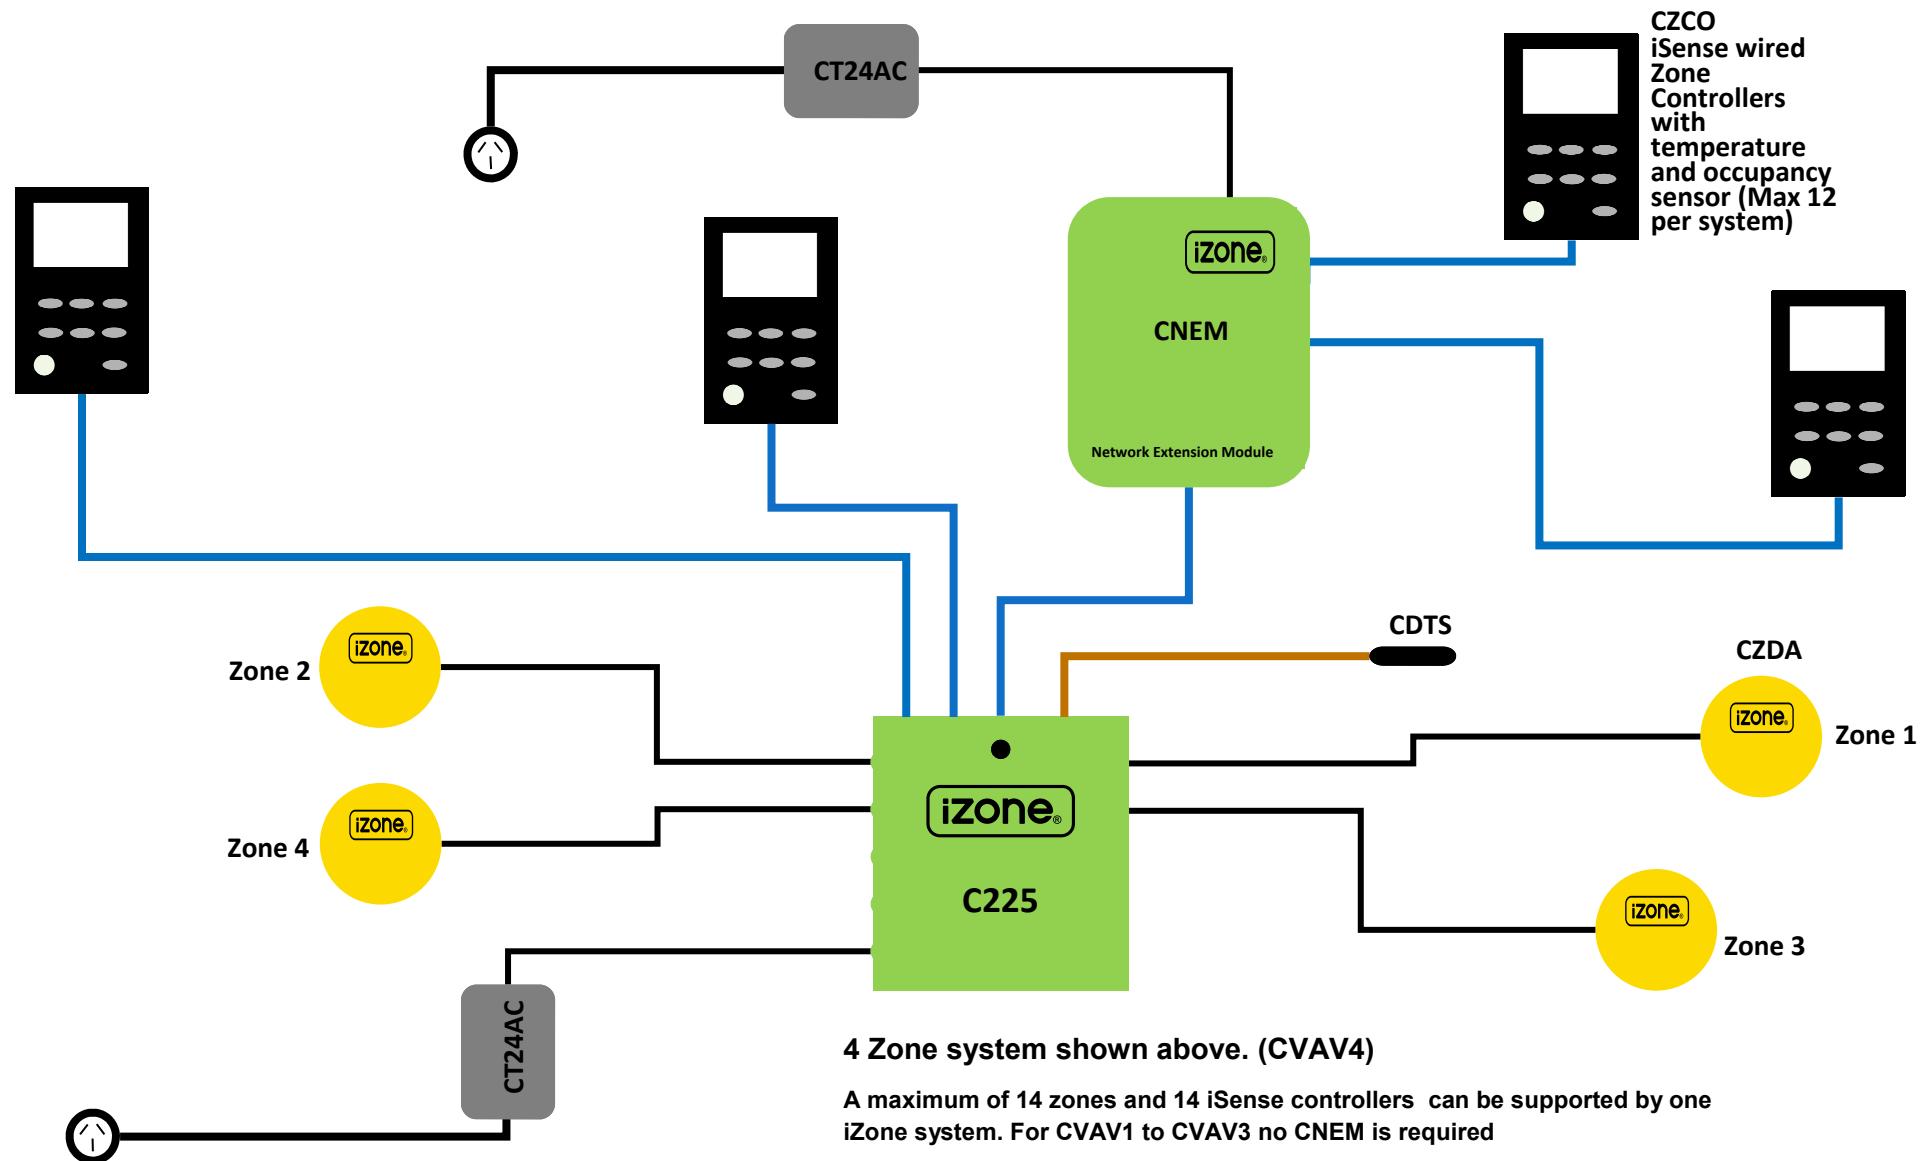 CZCO
iSense wired
Zone
Controllers
with
temperature
and occupancy
sensor (Max 12
per system)
CT24AC
izone®
CNEM
Network Extension Module
CDTS
CZDA
izone®
Zone 2
izone®
Zone 1
izone®
Zone 4
izone®
C225
izone®
Zone 3
CT24AC
4 Zone system shown above. (CVAV4)
A maximum of 14 zones and 14 iSense controllers can be supported by one
iZone system. For CVAV1 to CVAV3 no CNEM is required